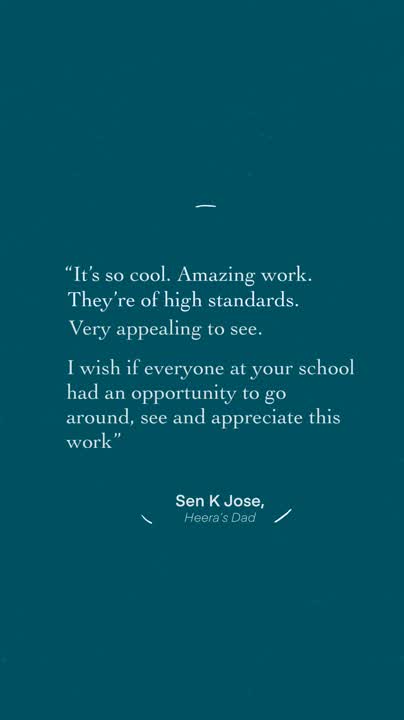 “It’s so cool. Amazing work.
They’re of high standards.
Very appealing to see.
I wish if everyone at your school
had an opportunity to go
around, see and appreciate this
work”
Sen K Jose,
Heera’s Dad